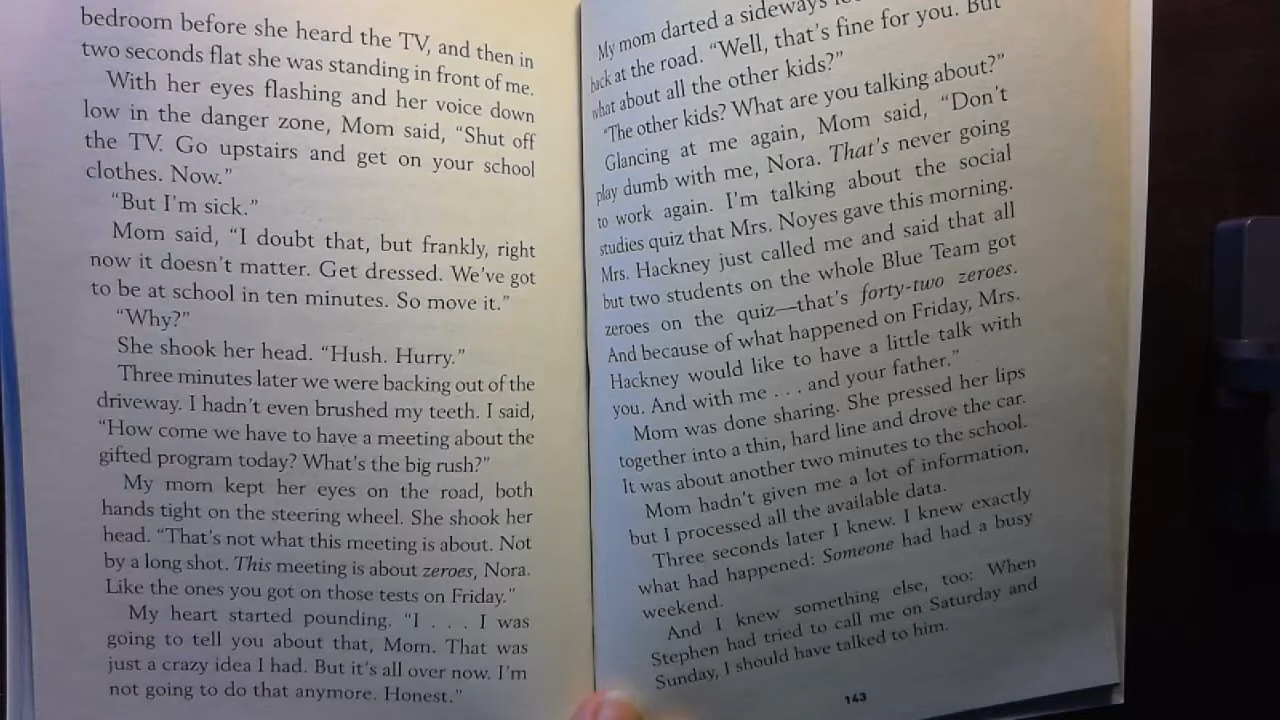 bedroom before she heard the TV, and then in
two seconds flat she was standing in front of me.
With her eyes flashing and her voice down
low in the danger zone, Mom said, “Shut off
the TV. Go upstairs and get on your school
clothes. Now.”
“But I’m sick.”
Mom said, “I doubt that, but frankly, right
now it doesn’t matter. Get dressed. We’ve got
to be at school in ten minutes. So move it.”
“Why?”
She shook her head. “Hush. Hurry.”
Three minutes later we were backing out of the
driveway. I hadn’t even brushed my teeth. I said,
“How come we have to have a meeting about the
gifted program today? What’s the big rush?”
My mom kept her eyes on the road, both
hands tight on the steering wheel. She shook her
head. “That’s not what this meeting is about. Not
by a long shot. This meeting is about zeroes, Nora.
Like the ones you got on those tests on Friday.”
My heart started pounding. “I . . . I was
going to tell you about that, Mom. That was
just a crazy idea I had. But it’s all over now. I’m
not going to do that anymore. Honest.”
My mom darted a sideways
back at the road. “Well, that’s fine for you. But
what about all the other kids?”
“The other kids? What are you talking about?”
Glancing at me again, Mom said, “Don’t
play dumb with me, Nora. That’s never going
to work again. I’m talking about the social
studies quiz that Mrs. Noyes gave this morning.
Mrs. Hackney just called me and said that all
but two students on the whole Blue Team got
zeroes on the quiz—that’s forty-two zeroes.
And because of what happened on Friday, Mrs.
Hackney would like to have a little talk with
you. And with me . . . and your father.”
Mom was done sharing. She pressed her lips
together into a thin, hard line and drove the car.
It was about another two minutes to the school.
Mom hadn’t given me a lot of information,
but I processed all the available data.
Three seconds later I knew. I knew exactly
what had happened: Someone had had a busy
weekend.
And I knew something else, too: When
Stephen had tried to call me on Saturday and
Sunday, I should have talked to him.
143